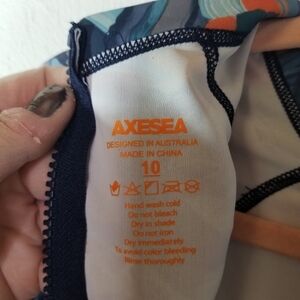 AXESEA
DESIGNED IN AUSTRALIA
MADE IN CHINA
10
Hand wash cold
Do not bleach
Dry in shade
Do not iron
Dry immediately
to avoid color bleeding
Rinse thoroughly